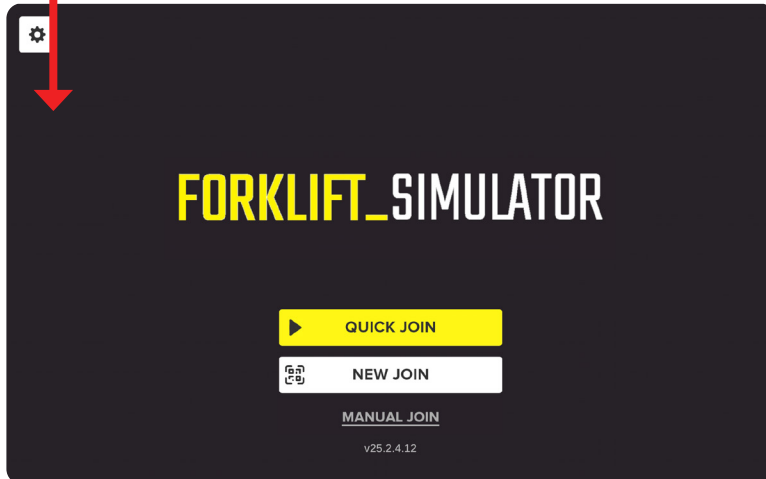 FORKLIFT_SIMULATOR
QUICK JOIN
NEW JOIN
MANUAL JOIN
v25.2.4.12